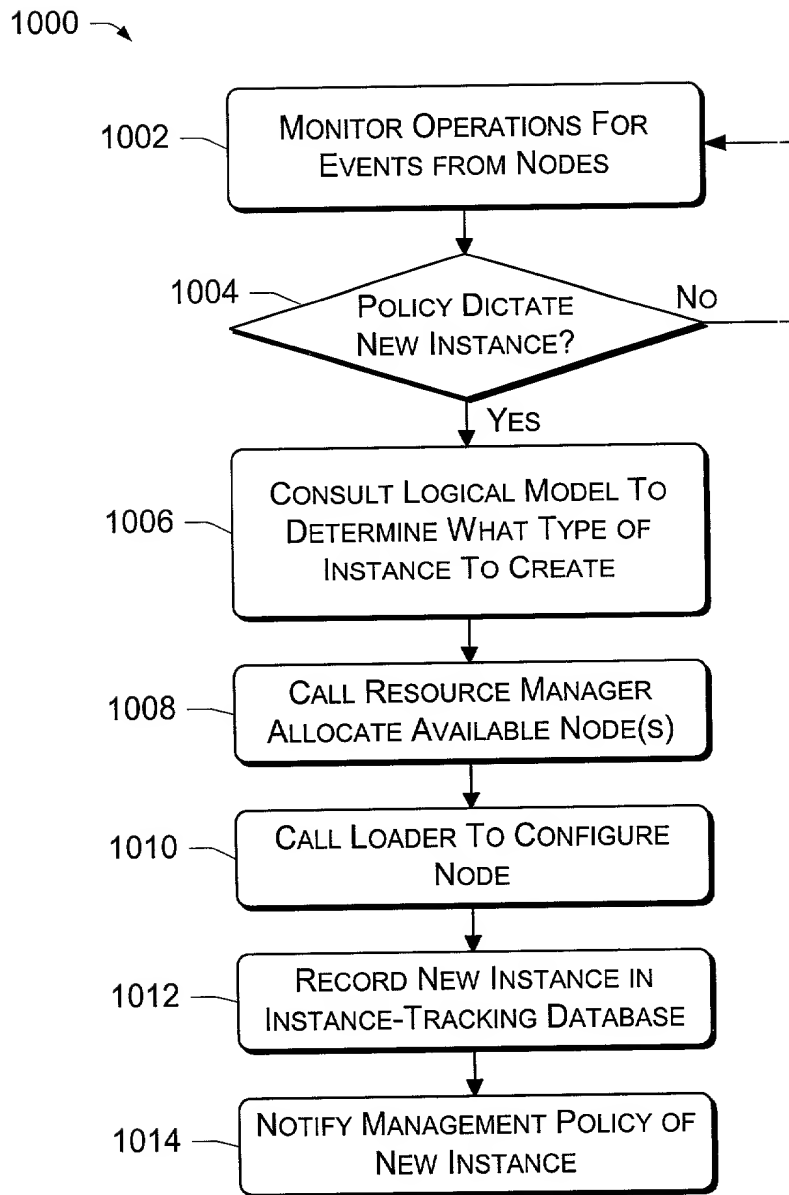 1000
1002
MONITOR OPERATIONS FOR
EVENTS FROM NODES
1004
POLICY DICTATE
NEW INSTANCE?
NO
YES
1006
CONSULT LOGICAL MODEL TO
DETERMINE WHAT TYPE OF
INSTANCE TO CREATE
1008
CALL RESOURCE MANAGER
ALLOCATE AVAILABLE NODE(S)
1010
CALL LOADER TO CONFIGURE
NODE
1012
RECORD NEW INSTANCE IN
INSTANCE-TRACKING DATABASE
1014
NOTIFY MANAGEMENT POLICY OF
NEW INSTANCE